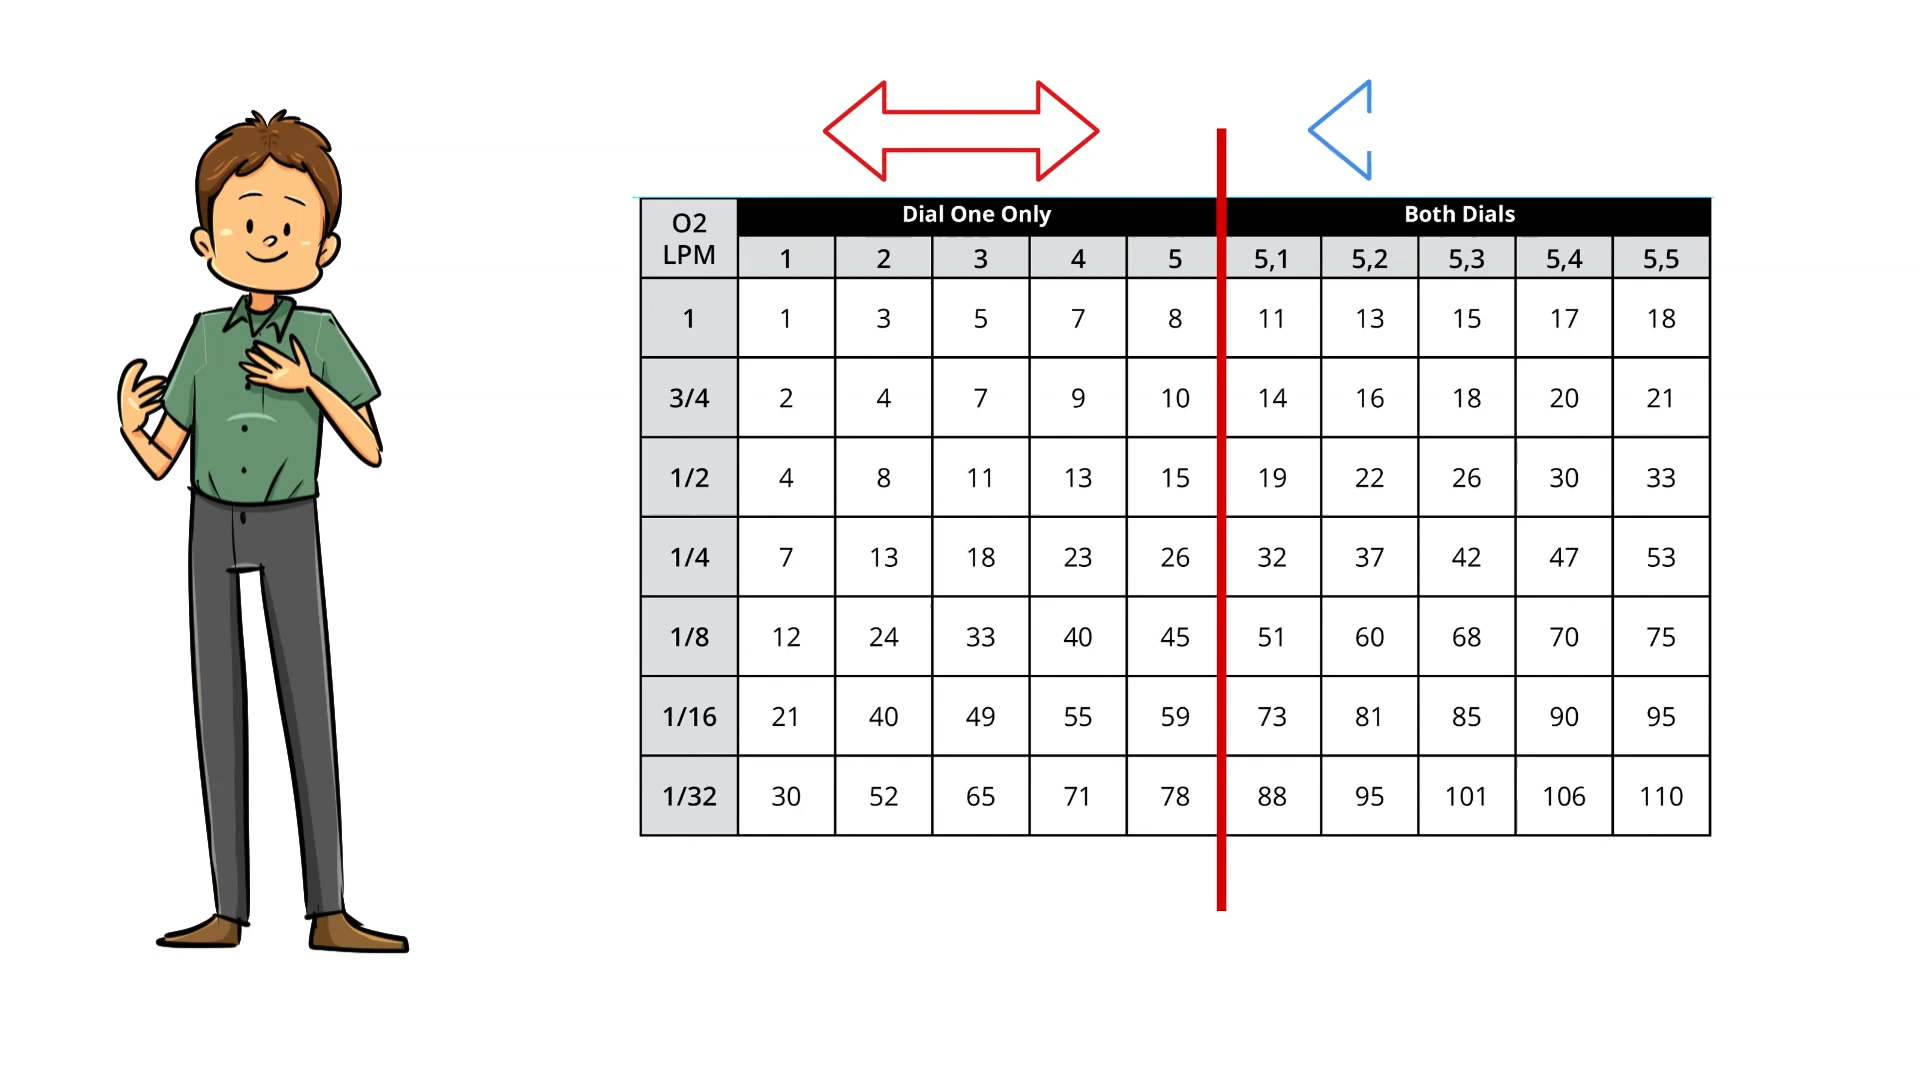 O2 LPM Dial One Only Both Dials
1 2 3 4 5 5,1 5,2 5,3 5,4 5,5
1 1 3 5 7 8 11 13 15 17 18
3/4 2 4 7 9 10 14 16 18 20 21
1/2 4 8 11 13 15 19 22 26 30 33
1/4 7 13 18 23 26 32 37 42 47 53
1/8 12 24 33 40 45 51 60 68 70 75
1/16 21 40 49 55 59 73 81 85 90 95
1/32 30 52 65 71 78 88 95 101 106 110